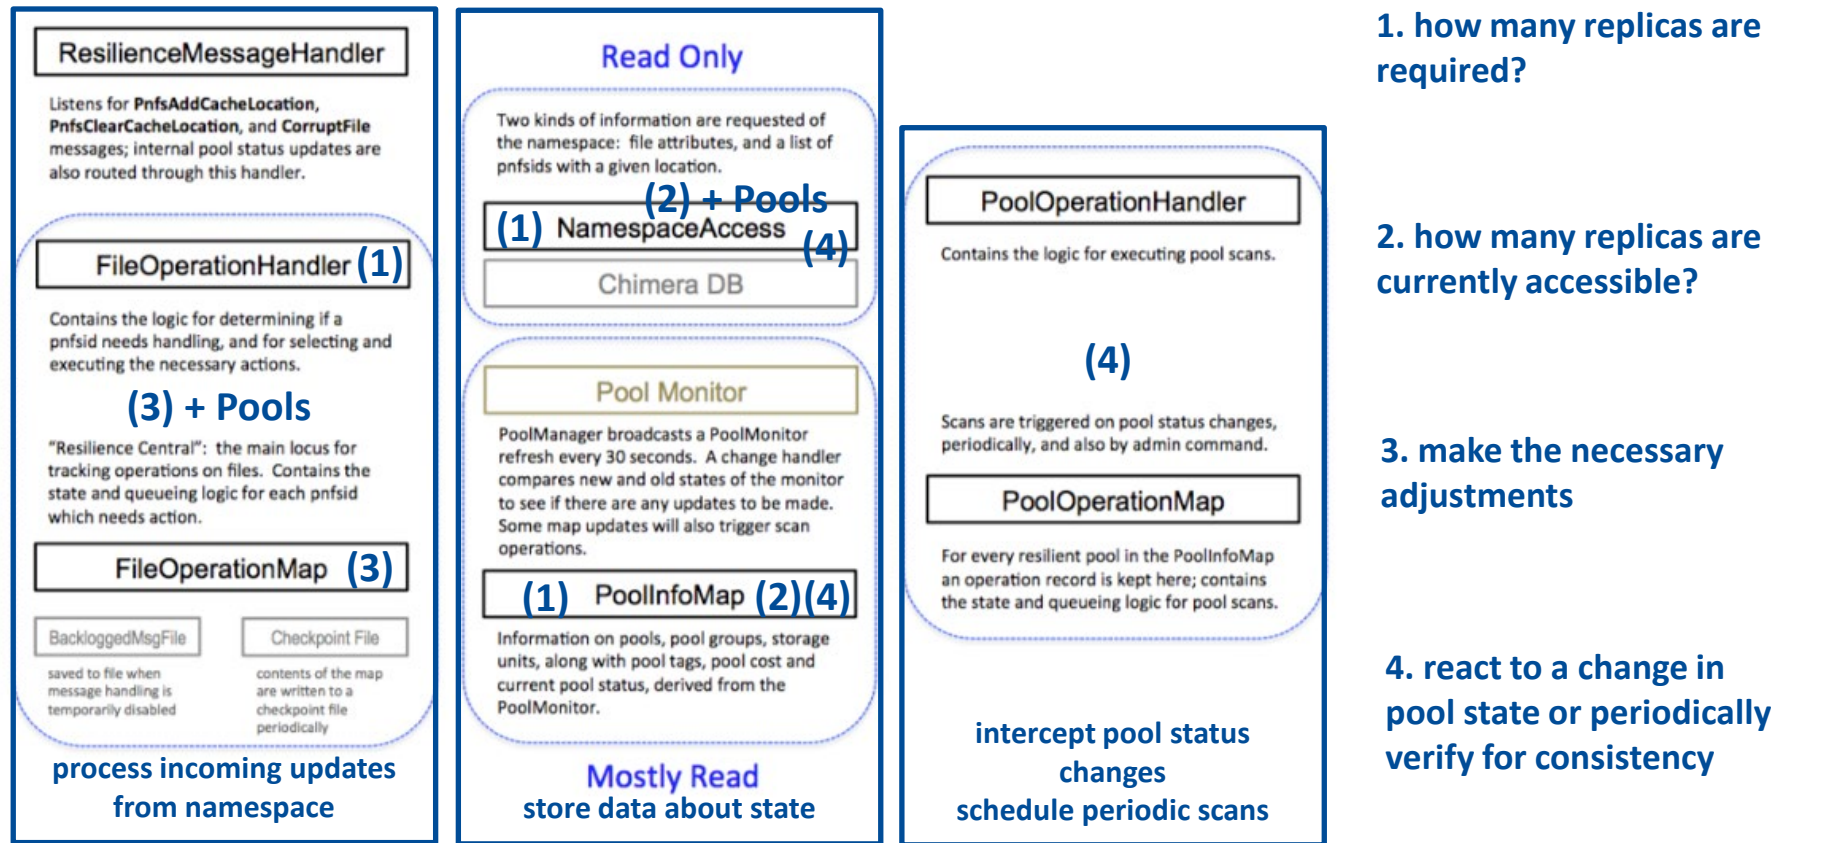 ResilienceMessageHandler
Listens for PnfsAddCacheLocation,
PnfsClearCacheLocation, and CorruptFile
messages; internal pool status updates are
also routed through this handler.
FileOperationHandler (1)
Contains the logic for determining if a
pnfsid needs handling, and for selecting and
executing the necessary actions.
(3) + Pools
"Resilience Central": the main locus for
tracking operations on files. Contains the
state and queueing logic for each pnfsid
which needs action.
FileOperationMap (3)
BackloggedMsgFile
saved to file when
message handling is
temporarily disabled
Checkpoint File
contents of the map
are written to a
checkpoint file
periodically
process incoming updates
from namespace
Read Only
Two kinds of information are requested of
the namespace: file attributes, and a list of
pnfsids with a given location.
(2) + Pools
(1) NamespaceAccess (4)
Chimera DB
Pool Monitor
PoolManager broadcasts a PoolMonitor
refresh every 30 seconds. A change handler
compares new and old states of the monitor
to see if there are any updates to be made.
Some map updates will also trigger scan
operations.
(1) PoolInfoMap (2)(4)
Information on pools, pool groups, storage
units, along with pool tags, pool cost and
current pool status, derived from the
PoolMonitor.
Mostly Read
store data about state
PoolOperationHandler
Contains the logic for executing pool scans.
(4)
Scans are triggered on pool status changes,
periodically, and also by admin command.
PoolOperationMap
For every resilient pool in the PoolInfoMap
an operation record is kept here; contains
the state and queueing logic for pool scans.
intercept pool status
changes
schedule periodic scans
1. how many replicas are
required?
2. how many replicas are
currently accessible?
3. make the necessary
adjustments
4. react to a change in
pool state or periodically
verify for consistency